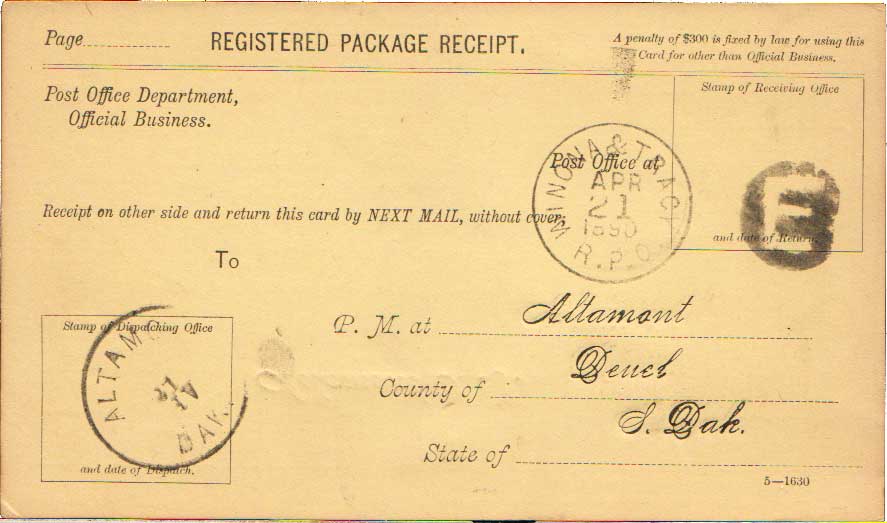 Page
REGISTERED PACKAGE RECEIPT.
A penalty of $300 is fixed by law for using this
Card for other than Official Business.
Post Office Department,
Official Business.
Stamp of Receiving Office
and date of Return.
Post Office at
WINONA & TRACY
APR
21
1890
R.P.O.
E
Receipt on other side and return this card by NEXT MAIL, without cover.
To
Stamp of Dispatching Office
ALTAM
DAK.
and date of Dispatch.
P. M. at Altamont
County of Deuel
State of S. Dak.
5—1630